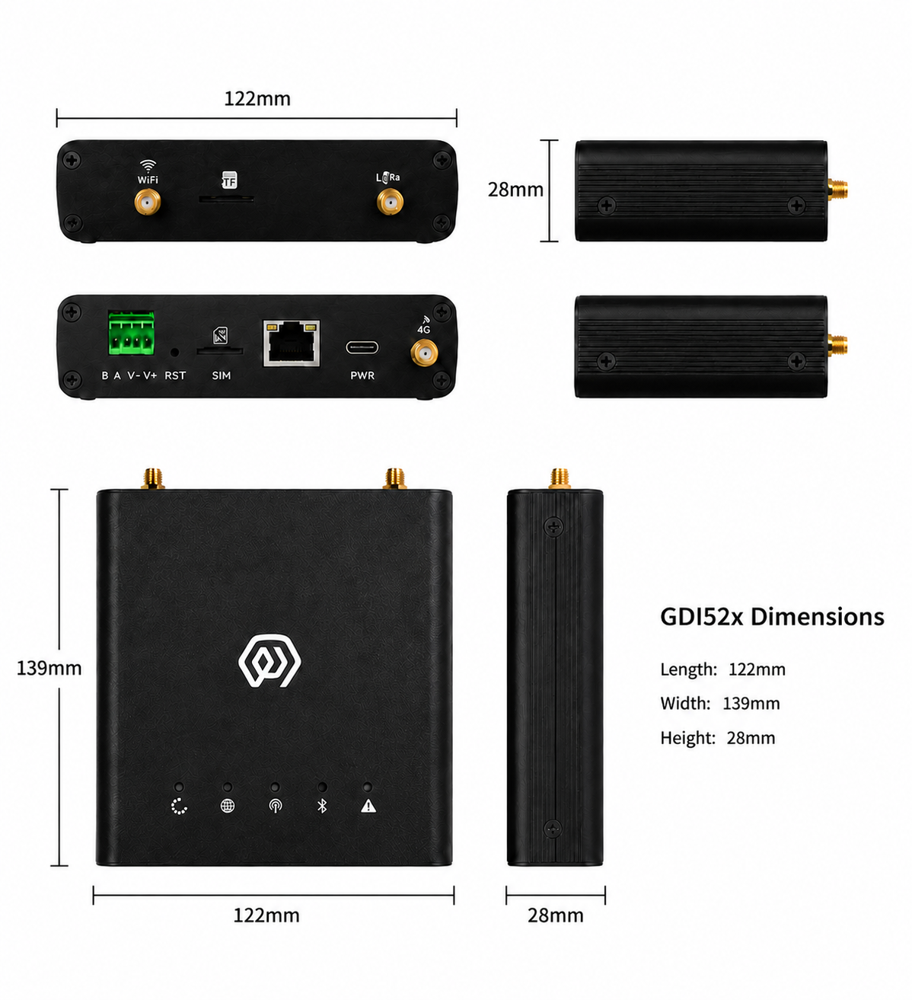 122mm
WiFi
TF
LoRa
28mm
4G
B A V- V+ RST
SIM
PWR
139mm
GDI52x Dimensions
Length: 122mm
Width: 139mm
Height: 28mm
122mm
28mm